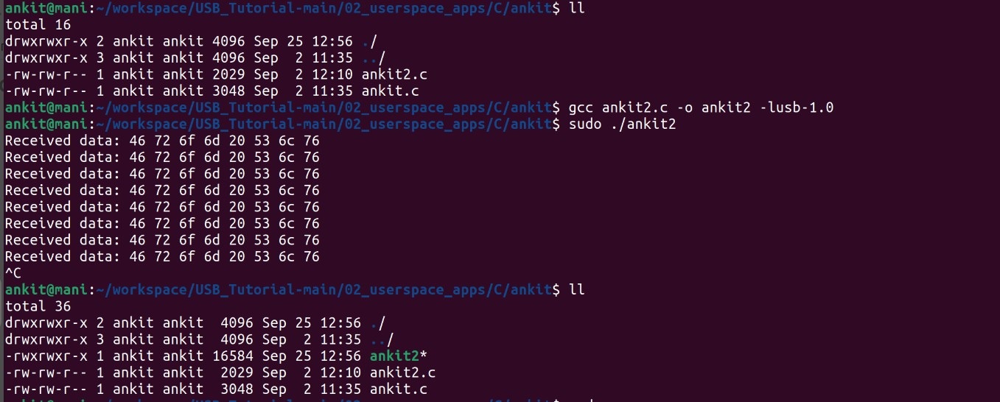 ankit@mani:~/workspace/USB_Tutorial-main/02_userspace_apps/C/ankit$ ll
total 16
drwxrwxr-x 2 ankit ankit 4096 Sep 25 12:56 ./
drwxrwxr-x 3 ankit ankit 4096 Sep  2 11:35 ../
-rw-rw-r-- 1 ankit ankit 2029 Sep  2 12:10 ankit2.c
-rw-rw-r-- 1 ankit ankit 3048 Sep  2 11:35 ankit.c
ankit@mani:~/workspace/USB_Tutorial-main/02_userspace_apps/C/ankit$ gcc ankit2.c -o ankit2 -lusb-1.0
ankit@mani:~/workspace/USB_Tutorial-main/02_userspace_apps/C/ankit$ sudo ./ankit2
Received data: 46 72 6f 6d 20 53 6c 76
Received data: 46 72 6f 6d 20 53 6c 76
Received data: 46 72 6f 6d 20 53 6c 76
Received data: 46 72 6f 6d 20 53 6c 76
Received data: 46 72 6f 6d 20 53 6c 76
Received data: 46 72 6f 6d 20 53 6c 76
Received data: 46 72 6f 6d 20 53 6c 76
Received data: 46 72 6f 6d 20 53 6c 76
^C
ankit@mani:~/workspace/USB_Tutorial-main/02_userspace_apps/C/ankit$ ll
total 36
drwxrwxr-x 2 ankit ankit  4096 Sep 25 12:56 ./
drwxrwxr-x 3 ankit ankit  4096 Sep  2 11:35 ../
-rwxrwxr-x 1 ankit ankit 16584 Sep 25 12:56 ankit2*
-rw-rw-r-- 1 ankit ankit  2029 Sep  2 12:10 ankit2.c
-rw-rw-r-- 1 ankit ankit  3048 Sep  2 11:35 ankit.c